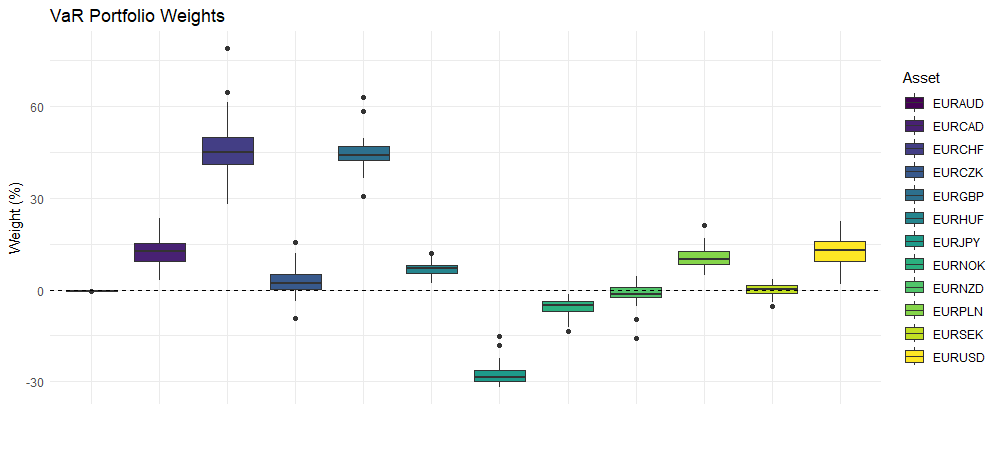 VaR Portfolio Weights
Weight (%)
60
30
0
-30
Asset
EURAUD
EURCAD
EURCHF
EURCZK
EURGBP
EURHUF
EURJPY
EURNOK
EURNZD
EURPLN
EURSEK
EURUSD